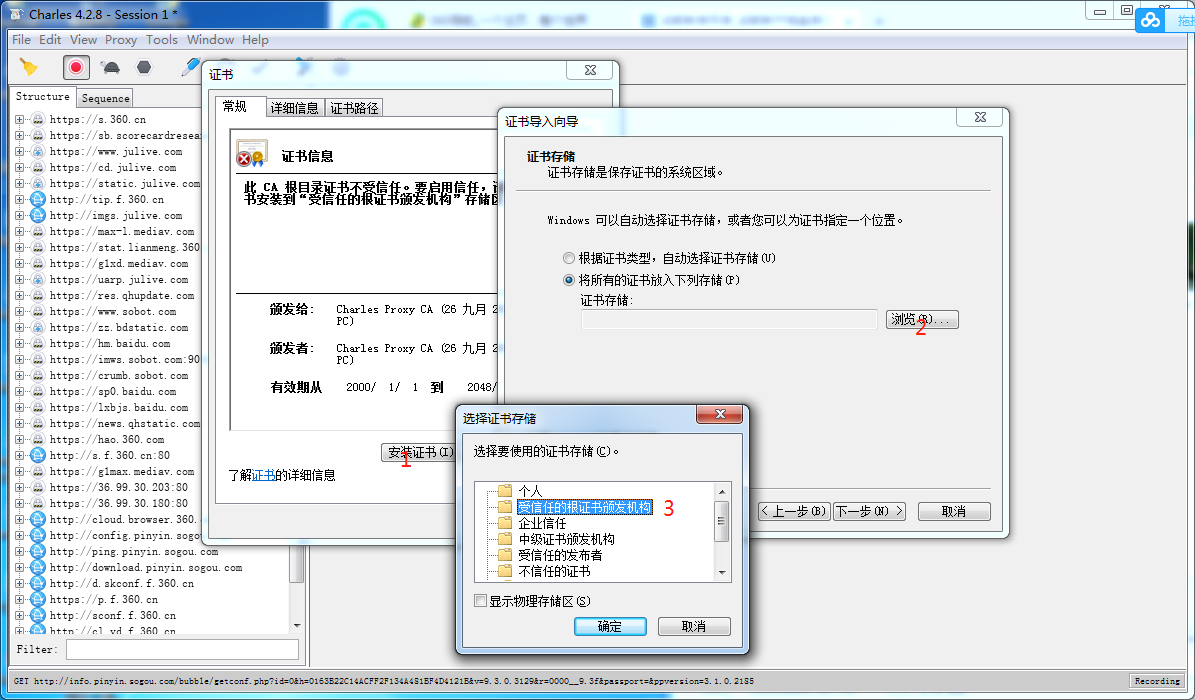 Charles 4.2.8 - Session 1 *
拖拽
File Edit View Proxy Tools Window Help
Structure
Sequence
https://s.360.cn
https://sb.scorecardresea
https://www.julive.com
https://cd.julive.com
https://static.julive.com
http://tip.f.360.cn
http://imgs.julive.com
https://max-l.mediav.com
https://stat.lianmeng.360
https://g1xd.mediav.com
https://uarp.julive.com
https://res.qhupdate.com
https://www.sobot.com
https://zz.bdstatic.com
https://hm.baidu.com
https://imws.sobot.com:90
https://crumb.sobot.com
https://sp0.baidu.com
https://lxbjs.baidu.com
https://news.qhstatic.com
https://hao.360.com
http://s.f.360.cn:80
https://g1max.mediav.com
https://36.99.30.203:80
https://36.99.30.180:80
http://cloud.browser.360.
http://config.pinyin.sogo
http://ping.pinyin.sogou.com
http://download.pinyin.sogou.com
http://d.skconf.f.360.cn
https://p.f.360.cn
http://sconf.f.360.cn
http://cl.vd.f.360.cn
Filter:
GET http://info.pinyin.sogou.com/bubble/getconf.php?id=0&h=0163B22C14ACFF2F134A481BF4D4121B&v=9.3.0.3129&r=0000__9.3f&passport=&ppversion=3.1.0.2185
Recording
证书
常规
详细信息
证书路径
证书信息
此 CA 根目录证书不受信任。要启用信任，
书安装到“受信任的根证书颁发机构”存储区
颁发给: Charles Proxy CA (26 九月 2
PC)
颁发者: Charles Proxy CA (26 九月 2
PC)
有效期从 2000/ 1/ 1 到 2048/
安装证书(I)
1
了解证书的详细信息
证书导入向导
证书存储
证书存储是保存证书的系统区域。
Windows 可以自动选择证书存储，或者您可以为证书指定一个位置。
根据证书类型，自动选择证书存储(U)
将所有的证书放入下列存储(P)
证书存储:
浏览(R)...
2
< 上一步(B)
下一步(N) >
取消
选择证书存储
选择要使用的证书存储(C)。
个人
受信任的根证书颁发机构
3
企业信任
中级证书颁发机构
受信任的发布者
不信任的证书
显示物理存储区(S)
确定
取消